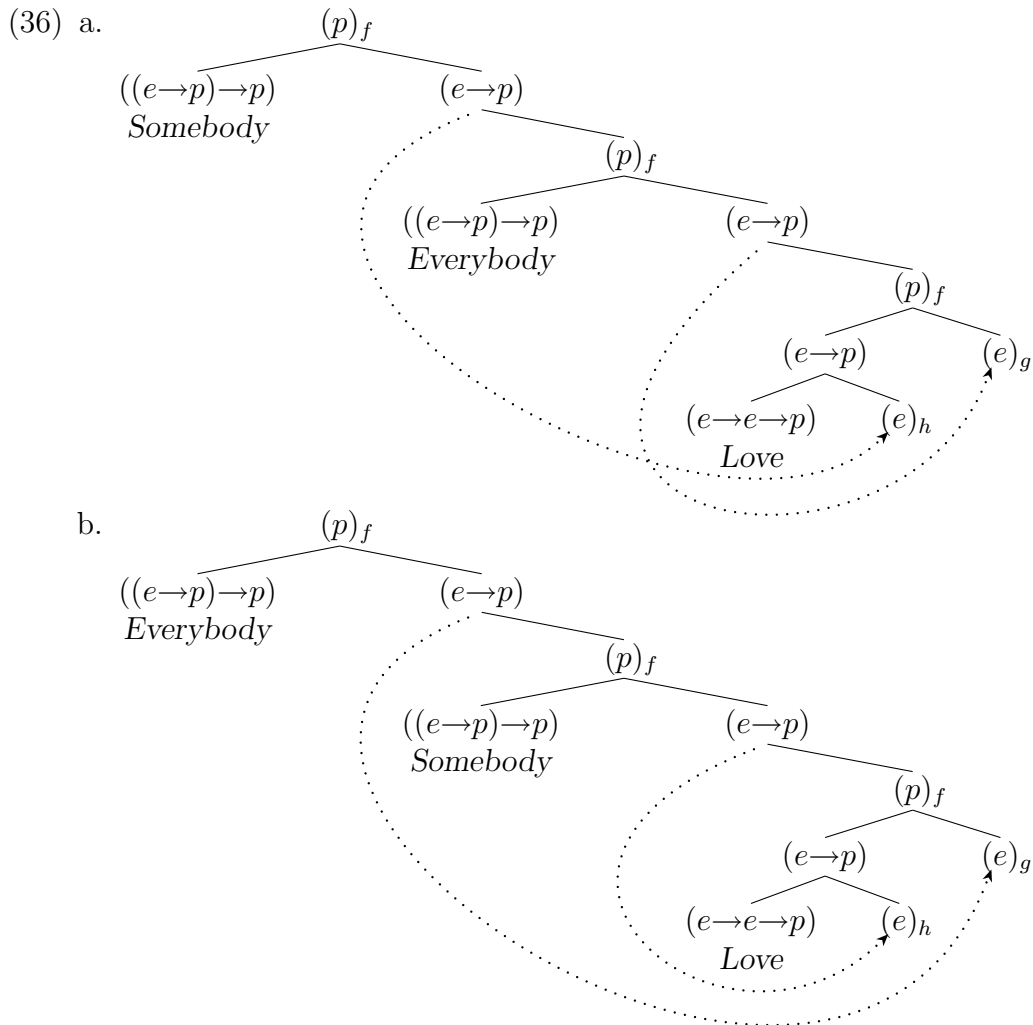 (36) a. (p)f
((e→p)→p) (e→p)
Somebody
(p)f
((e→p)→p) (e→p)
Everybody
(p)f
(e→p) (e)g
(e→e→p) (e)h
Love
b. (p)f
((e→p)→p) (e→p)
Everybody
(p)f
((e→p)→p) (e→p)
Somebody
(p)f
(e→p) (e)g
(e→e→p) (e)h
Love